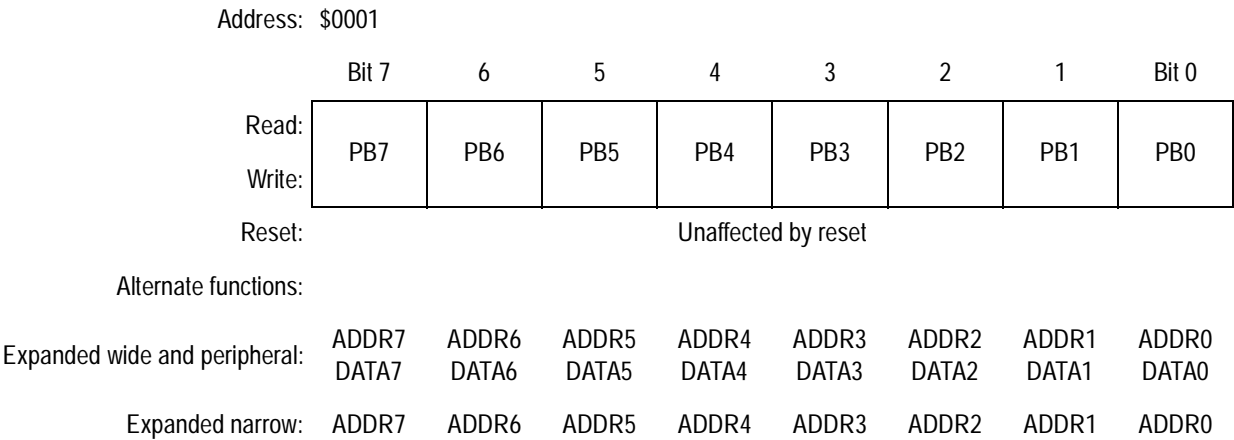 Address: $0001
Bit 7 6 5 4 3 2 1 Bit 0
Read:
PB7 PB6 PB5 PB4 PB3 PB2 PB1 PB0
Write:
Reset: Unaffected by reset
Alternate functions:
Expanded wide and peripheral: ADDR7 ADDR6 ADDR5 ADDR4 ADDR3 ADDR2 ADDR1 ADDR0
DATA7 DATA6 DATA5 DATA4 DATA3 DATA2 DATA1 DATA0
Expanded narrow: ADDR7 ADDR6 ADDR5 ADDR4 ADDR3 ADDR2 ADDR1 ADDR0